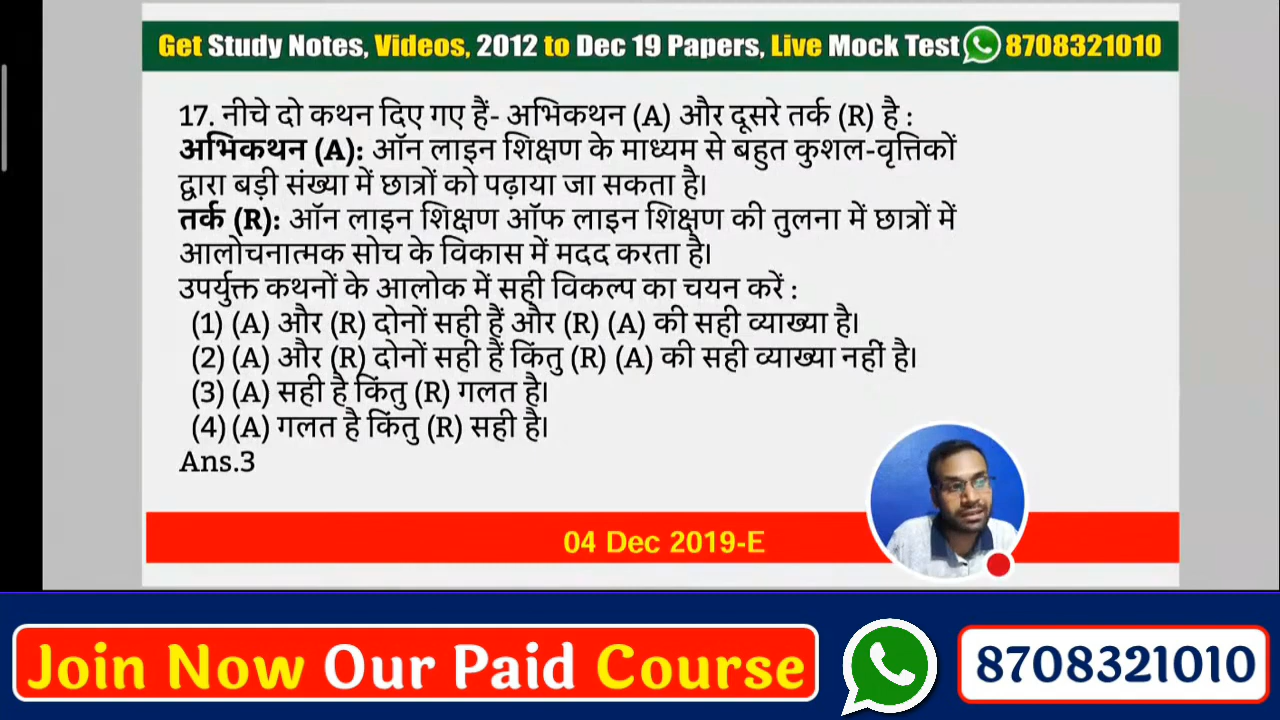 Get Study Notes, Videos, 2012 to Dec 19 Papers, Live Mock Test 8708321010
17. नीचे दो कथन दिए गए हैं- अभिकथन (A) और दूसरे तर्क (R) है :
अभिकथन (A): ऑन लाइन शिक्षण के माध्यम से बहुत कुशल-वृत्तिकों
द्वारा बड़ी संख्या में छात्रों को पढ़ाया जा सकता है।
तर्क (R): ऑन लाइन शिक्षण ऑफ लाइन शिक्षण की तुलना में छात्रों में
आलोचनात्मक सोच के विकास में मदद करता है।
उपर्युक्त कथनों के आलोक में सही विकल्प का चयन करें :
(1) (A) और (R) दोनों सही हैं और (R) (A) की सही व्याख्या है।
(2) (A) और (R) दोनों सही हैं किंतु (R) (A) की सही व्याख्या नहीं है।
(3) (A) सही है किंतु (R) गलत है।
(4) (A) गलत है किंतु (R) सही है।
Ans.3
04 Dec 2019-E
Join Now Our Paid Course 8708321010